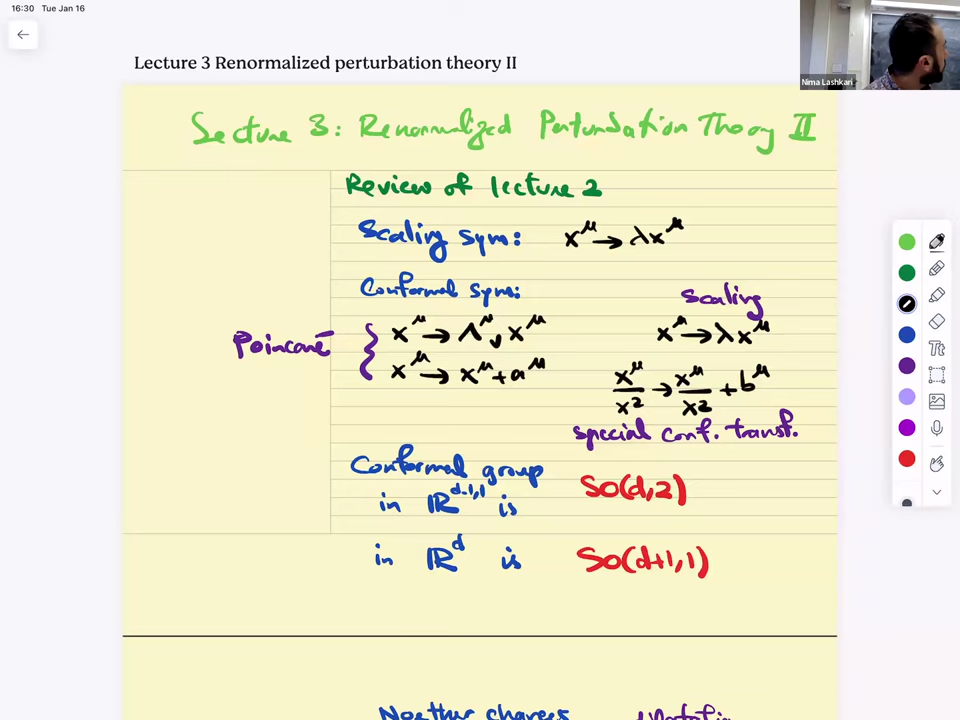 16:30 Tue Jan 16
Nima Lashkari
Lecture 3 Renormalized perturbation theory II
Lecture 3: Renormalized Perturbation Theory II
Review of lecture 2
Scaling sym: x^μ → λx^μ
Conformal sym:
scaling
Poincaré { x^μ → Λ^μ_ν x^μ
x^μ → λx^μ
x^μ → x^μ + a^μ
x^μ/x² → x^μ/x² + b^μ
special conf. transf.
Conformal group
in ℝ^{d-1,1} is SO(d,2)
in ℝ^d is SO(d+1,1)
Noether charges
Tt